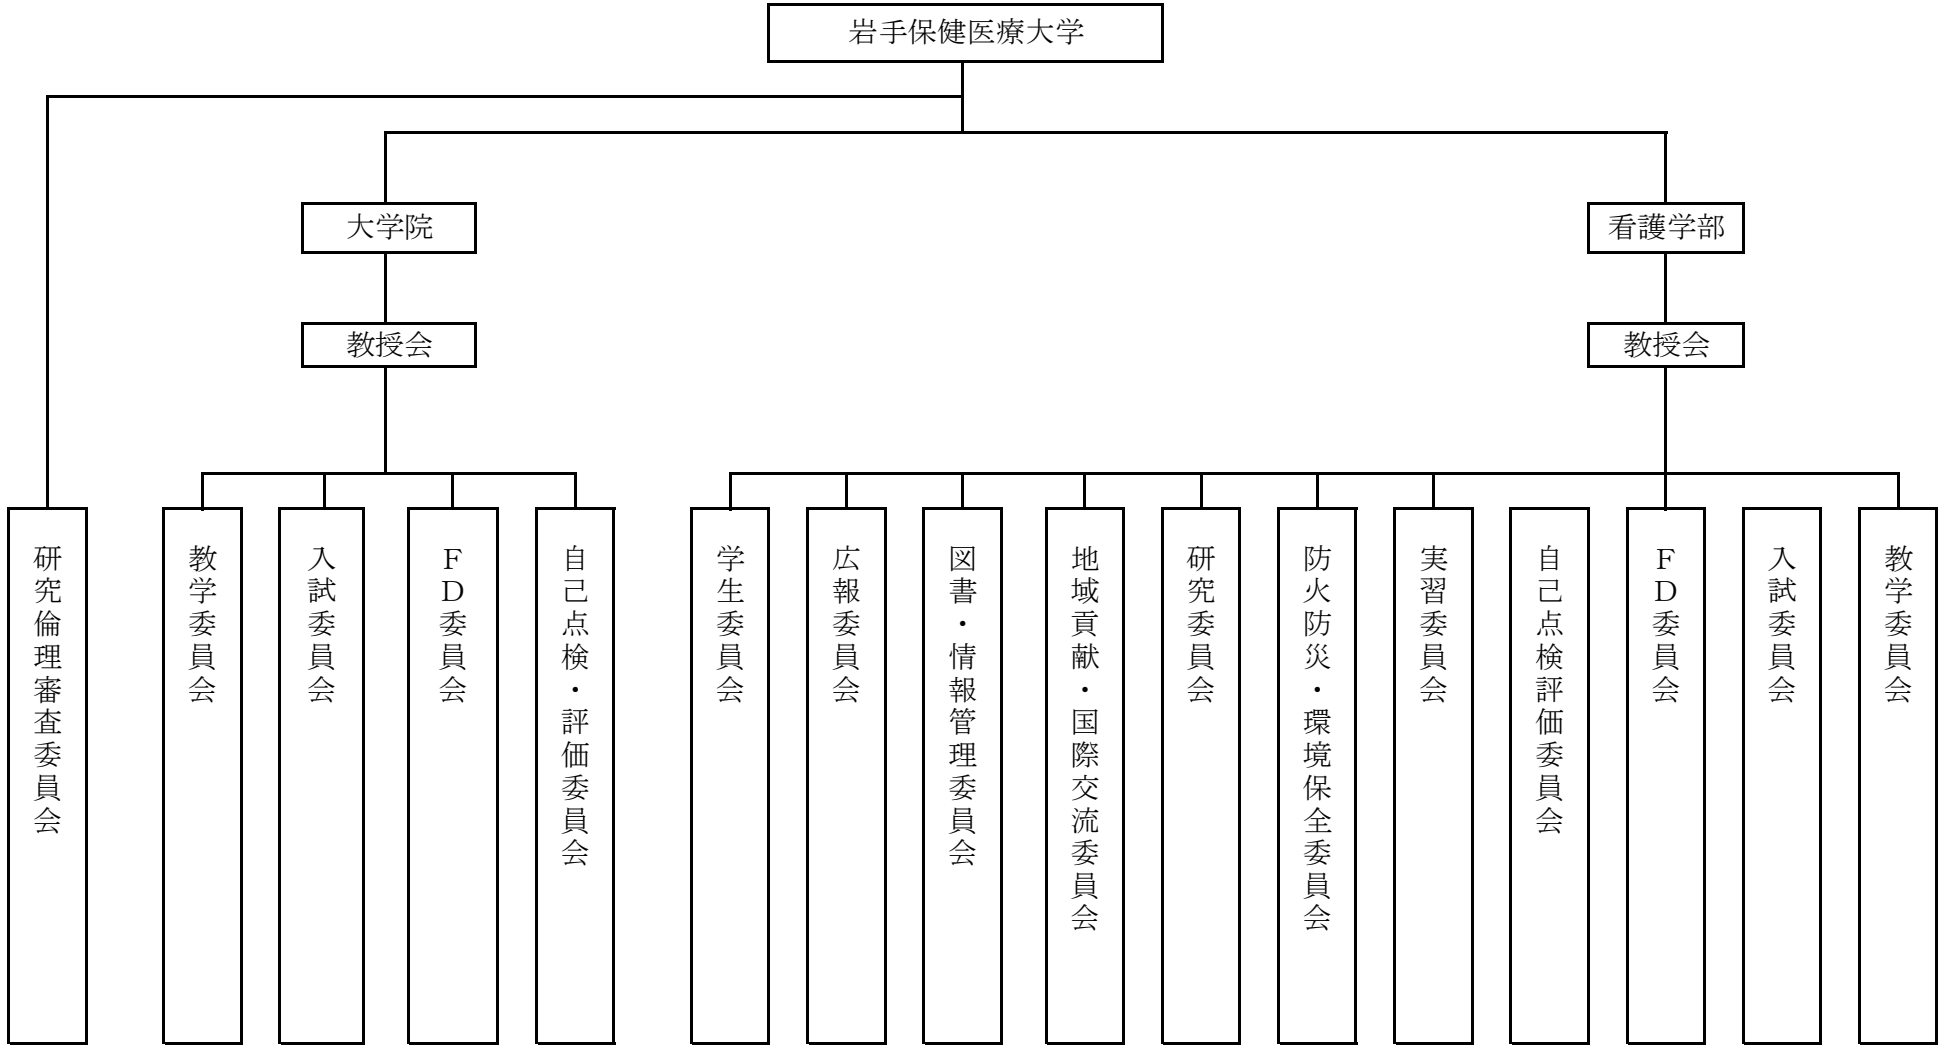 岩手保健医療大学
大学院
看護学部
教授会
教授会
研究倫理審査委員会
教学委員会
入試委員会
ＦＤ委員会
自己点検・評価委員会
学生委員会
広報委員会
図書・情報管理委員会
地域貢献・国際交流委員会
研究委員会
防火防災・環境保全委員会
実習委員会
自己点検評価委員会
ＦＤ委員会
入試委員会
教学委員会